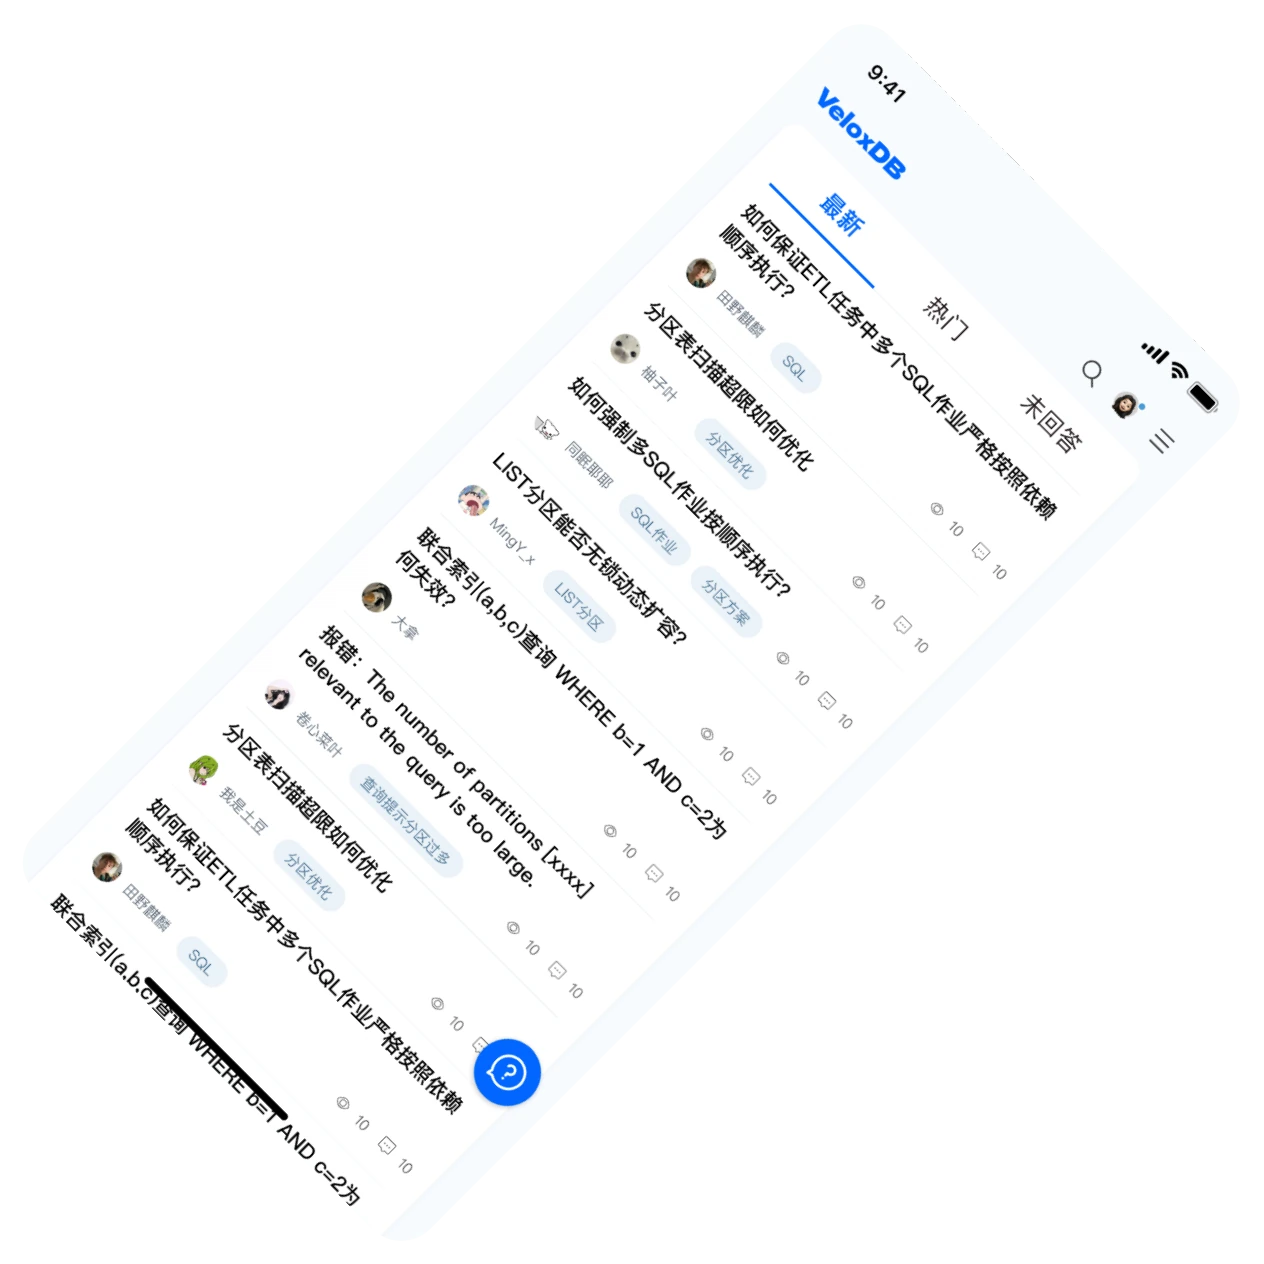 9:41
VeloxDB
最新
热门
未回答
如何保证ETL任务中多个SQL作业严格按照依赖
顺序执行?
田野麒麟
SQL
10
10
分区表扫描超限如何优化
柚子叶
分区优化
10
10
如何强制多SQL作业按顺序执行?
同眠耶耶
SQL作业
分区方案
10
10
LIST分区能否无锁动态扩容?
MingY_x
LIST分区
10
10
联合索引(a,b,c)查询 WHERE b=1 AND c=2为
何失效?
大拿
10
10
报错：The number of partitions [xxxx]
relevant to the query is too large.
卷心菜叶
查询提示分区过多
10
10
分区表扫描超限如何优化
我是土豆
分区优化
10
如何保证ETL任务中多个SQL作业严格按照依赖
顺序执行?
田野麒麟
SQL
10
10
联合索引(a,b,c)查询 WHERE b=1 AND c=2为